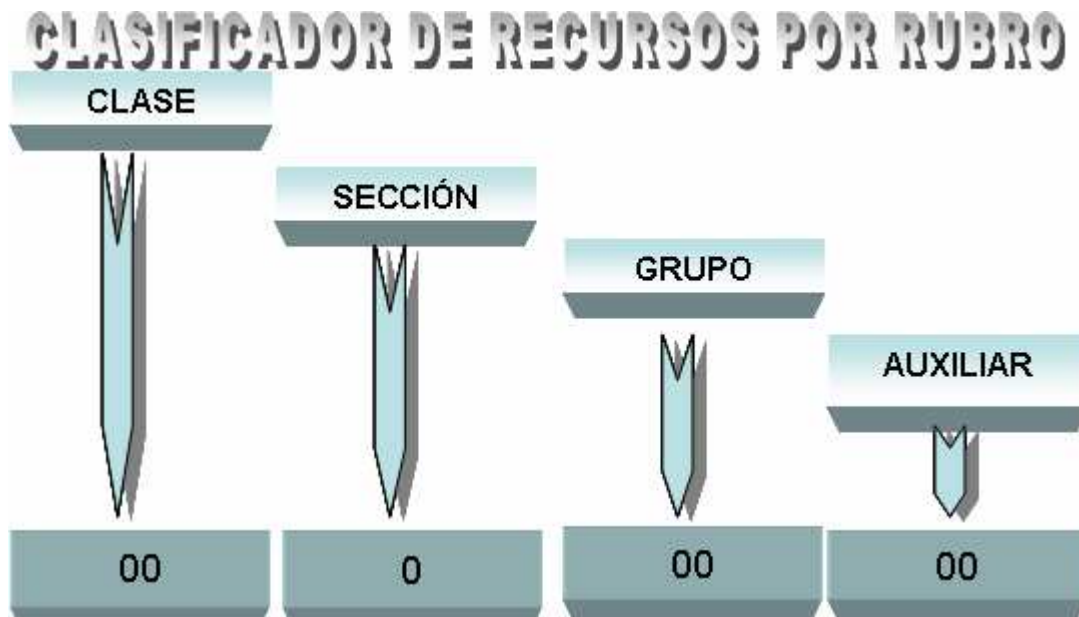 CLASIFICADOR DE RECURSOS POR RUBRO
CLASE
SECCIÓN
GRUPO
AUXILIAR
00
0
00
00